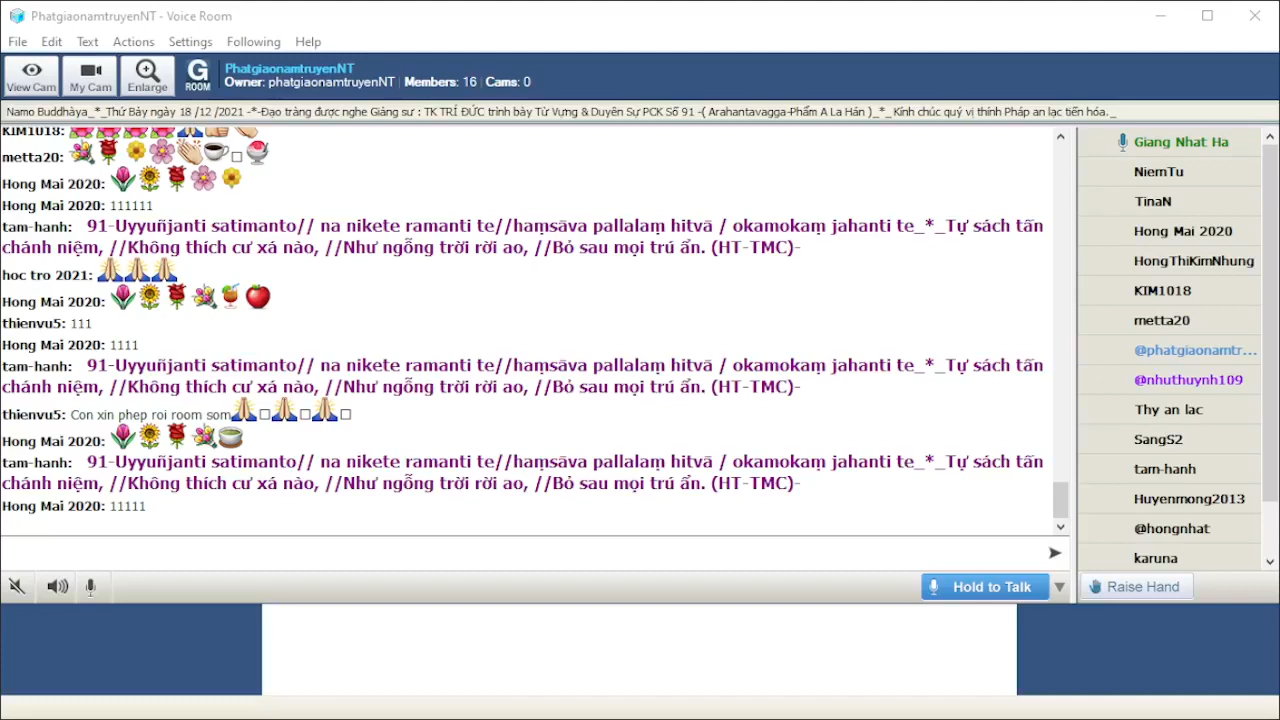 PhatgiaonamtruyenNT - Voice Room
File Edit Text Actions Settings Following Help
View Cam My Cam Enlarge G ROOM
PhatgiaonamtruyenNT
Owner: phatgiaonamtruyenNT | Members: 16 | Cams: 0
Namo Buddhàya_*_Thứ Bảy ngày 18 /12 /2021 -*-Đạo tràng được nghe Giảng sư : TK TRÍ ĐỨC trình bày Từ Vựng & Duyên Sự PCK Số 91 -( Arahantavagga-Phẩm A La Hán )_*_ Kính chúc quý vị thính Pháp an lạc tiến hóa._
KIM1018:
metta20:
Hong Mai 2020:
Hong Mai 2020: 111111
tam-hanh: 91-Uyyuñjanti satimanto// na nikete ramanti te//haṃsāva pallalaṃ hitvā / okamokaṃ jahanti te_*_Tự sách tấn
chánh niệm, //Không thích cư xá nào, //Như ngỗng trời rời ao, //Bỏ sau mọi trú ẩn. (HT-TMC)-
hoc tro 2021:
Hong Mai 2020:
thienvu5: 111
Hong Mai 2020: 1111
tam-hanh: 91-Uyyuñjanti satimanto// na nikete ramanti te//haṃsāva pallalaṃ hitvā / okamokaṃ jahanti te_*_Tự sách tấn
chánh niệm, //Không thích cư xá nào, //Như ngỗng trời rời ao, //Bỏ sau mọi trú ẩn. (HT-TMC)-
thienvu5: Con xin phep roi room som
Hong Mai 2020:
tam-hanh: 91-Uyyuñjanti satimanto// na nikete ramanti te//haṃsāva pallalaṃ hitvā / okamokaṃ jahanti te_*_Tự sách tấn
chánh niệm, //Không thích cư xá nào, //Như ngỗng trời rời ao, //Bỏ sau mọi trú ẩn. (HT-TMC)-
Hong Mai 2020: 11111
Giang Nhat Ha
NiemTu
TinaN
Hong Mai 2020
HongThiKimNhung
KIM1018
metta20
@phatgiaonamtr...
@nhuthuynh109
Thy an lac
SangS2
tam-hanh
Huyenmong2013
@hongnhat
karuna
Hold to Talk
Raise Hand